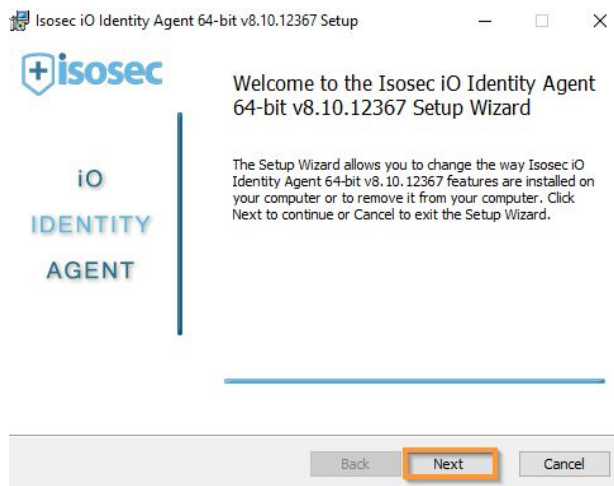 Isosec iO Identity Agent 64-bit v8.10.12367 Setup
isosec
iO
IDENTITY
AGENT
Welcome to the Isosec iO Identity Agent
64-bit v8.10.12367 Setup Wizard
The Setup Wizard allows you to change the way Isosec iO
Identity Agent 64-bit v8.10.12367 features are installed on
your computer or to remove it from your computer. Click
Next to continue or Cancel to exit the Setup Wizard.
Back Next Cancel